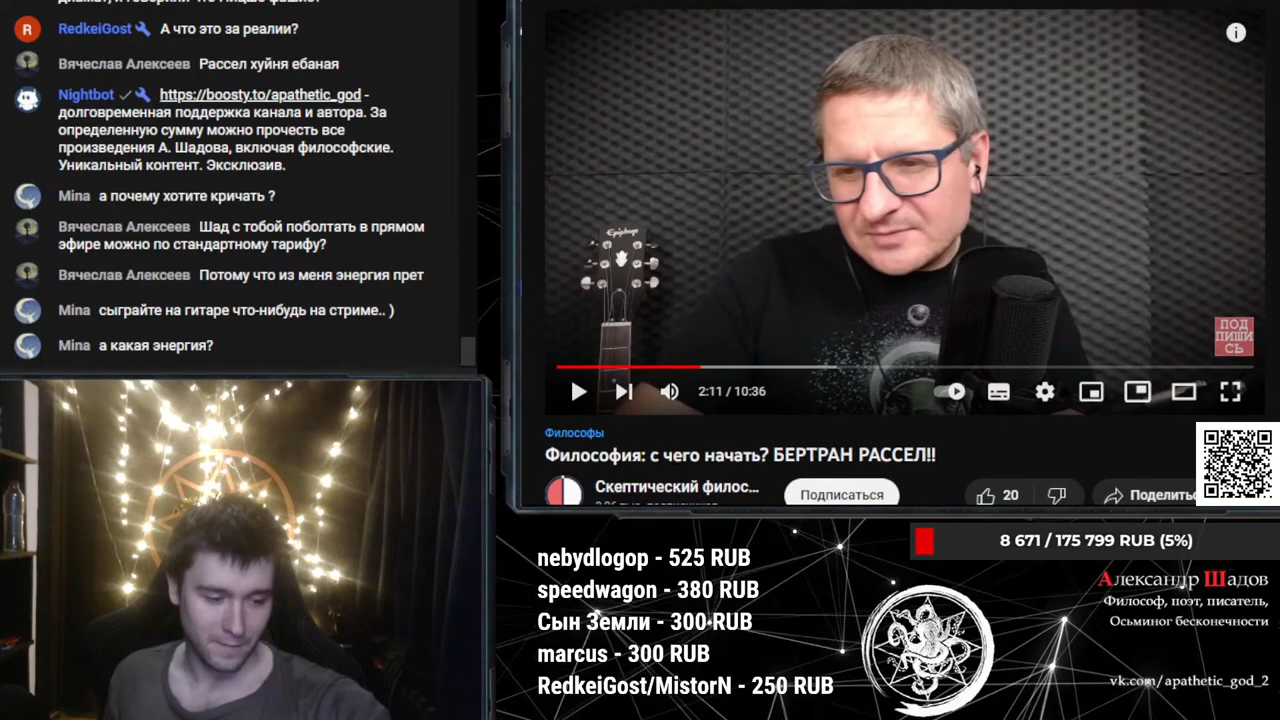 RedkeiGost А что это за реалии?
Вячеслав Алексеев Рассел хуйня ебаная
Nightbot https://boosty.to/apathetic_god -
долговременная поддержка канала и автора. За
определенную сумму можно прочесть все
произведения А. Шадова, включая философские.
Уникальный контент. Эксклюзив.
Mina а почему хотите кричать ?
Вячеслав Алексеев Шад с тобой поболтать в прямом
эфире можно по стандартному тарифу?
Вячеслав Алексеев Потому что из меня энергия прет
Mina сыграйте на гитаре что-нибудь на стриме.. )
Mina а какая энергия?
R
Epiphone
ПОД
ПИШИ
СЬ
2:11 / 10:36
Философы
Философия: с чего начать? БЕРТРАН РАССЕЛ!!
Скептический филос...
Подписаться
20
Поделиться
nebydlogop - 525 RUB
speedwagon - 380 RUB
Сын Земли - 300 RUB
marcus - 300 RUB
RedkeiGost/MistorN - 250 RUB
8 671 / 175 799 RUB (5%)
Александр Шадов
Философ, поэт, писатель,
Осьминог бесконечности
vk.com/apathetic_god_2